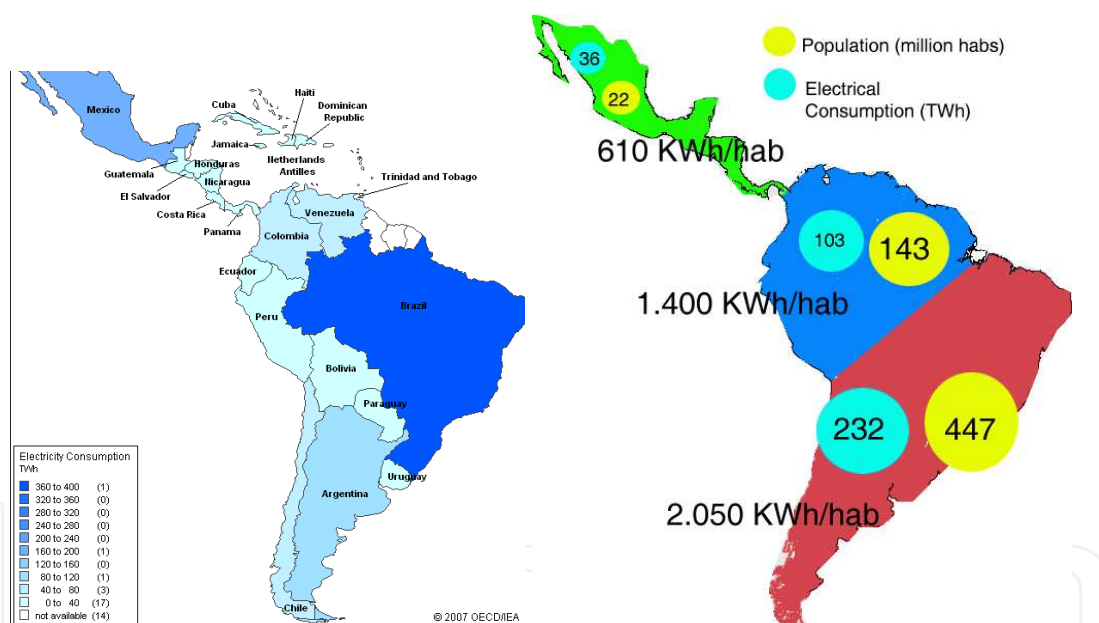 Mexico
Cuba
Haiti
Dominican
Republic
Jamaica
Netherlands
Antilles
Honduras
Guatemala
Nicaragua
El Salvador
Costa Rica
Panama
Trinidad and Tobago
Venezuela
Colombia
Ecuador
Peru
Brazil
Bolivia
Paraguay
Uruguay
Argentina
Chile
Electricity Consumption
TWh
360 to 400 (1)
320 to 360 (0)
280 to 320 (0)
240 to 280 (0)
200 to 240 (0)
160 to 200 (1)
120 to 160 (0)
80 to 120 (1)
40 to 80 (3)
0 to 40 (17)
not available (14)
© 2007 OECD/IEA
Population (million habs)
Electrical
Consumption (TWh)
36
22
610 KWh/hab
103
143
1.400 KWh/hab
232
447
2.050 KWh/hab